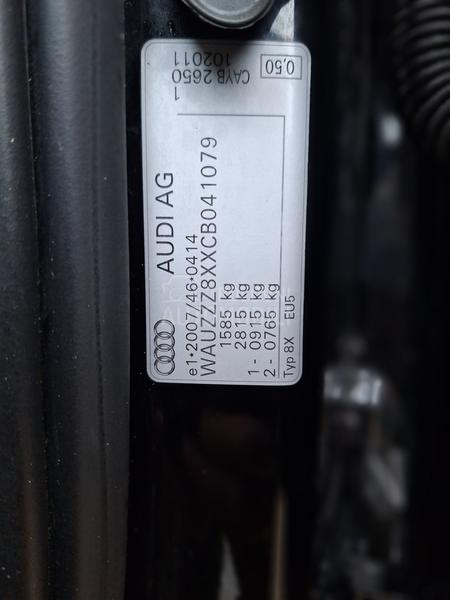 AUDI AG
e1*2007/46*0414
WAUZZZ8XXCB041079
1585 kg
2815 kg
1 - 0915 kg
2 - 0765 kg
Typ 8X EU5
1
CAYB 2650
102011
0,50